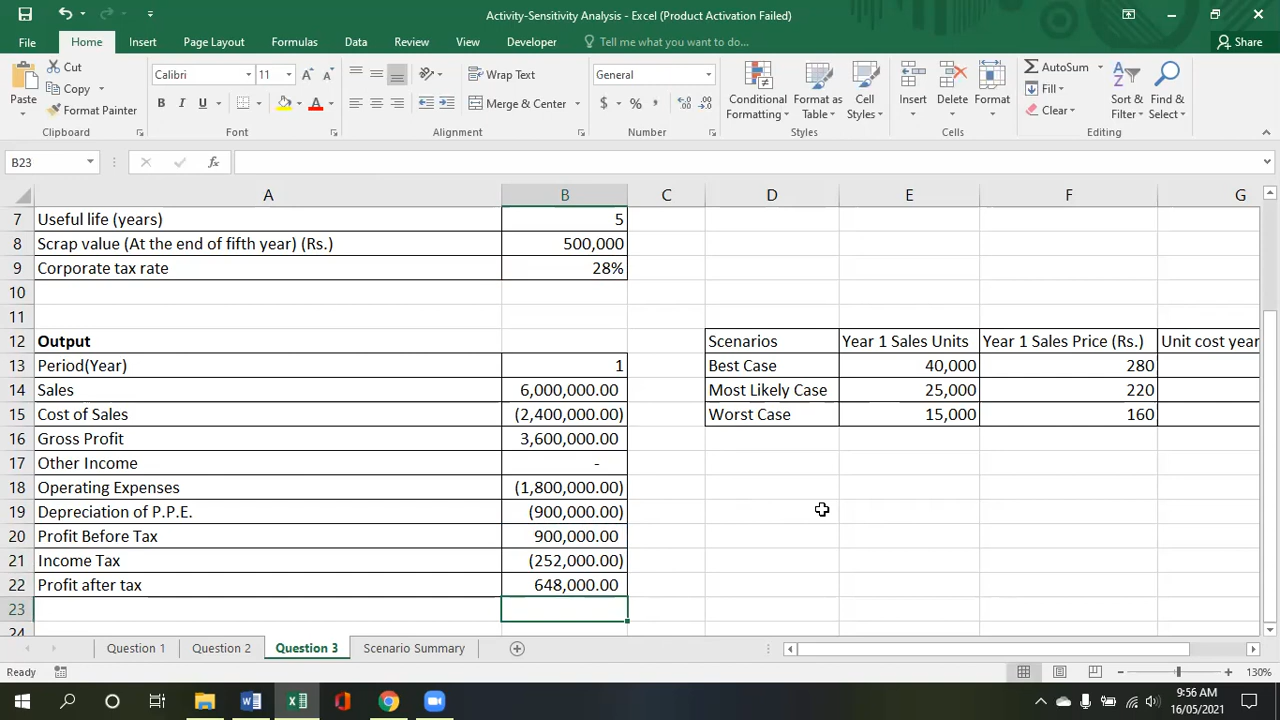 Activity-Sensitivity Analysis - Excel (Product Activation Failed)
File Home Insert Page Layout Formulas Data Review View Developer Tell me what you want to do... Share
Paste Cut Copy Format Painter
Calibri 11 Wrap Text Merge & Center General
B I U A $ % Conditional Formatting Format as Table Cell Styles Insert Delete Format AutoSum Fill Clear Sort & Filter Find & Select
Clipboard Font Alignment Number Styles Cells Editing
B23 fx
A B C D E F G
7 Useful life (years) 5
8 Scrap value (At the end of fifth year) (Rs.) 500,000
9 Corporate tax rate 28%
10
11
12 Output Scenarios Year 1 Sales Units Year 1 Sales Price (Rs.) Unit cost year
13 Period(Year) 1 Best Case 40,000 280
14 Sales 6,000,000.00 Most Likely Case 25,000 220
15 Cost of Sales (2,400,000.00) Worst Case 15,000 160
16 Gross Profit 3,600,000.00
17 Other Income -
18 Operating Expenses (1,800,000.00)
19 Depreciation of P.P.E. (900,000.00)
20 Profit Before Tax 900,000.00
21 Income Tax (252,000.00)
22 Profit after tax 648,000.00
23
24
Question 1 Question 2 Question 3 Scenario Summary
Ready 130%
9:56 AM
16/05/2021